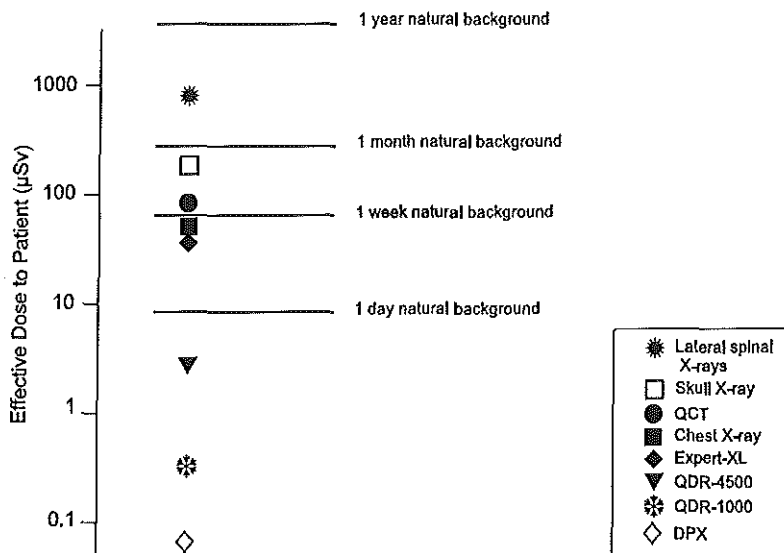 1 year natural background
1000
1 month natural background
100
1 week natural background
10
1 day natural background
1
0.1
Effective Dose to Patient (µSv)
Lateral spinal
X-rays
Skull X-ray
QCT
Chest X-ray
Expert-XL
QDR-4500
QDR-1000
DPX